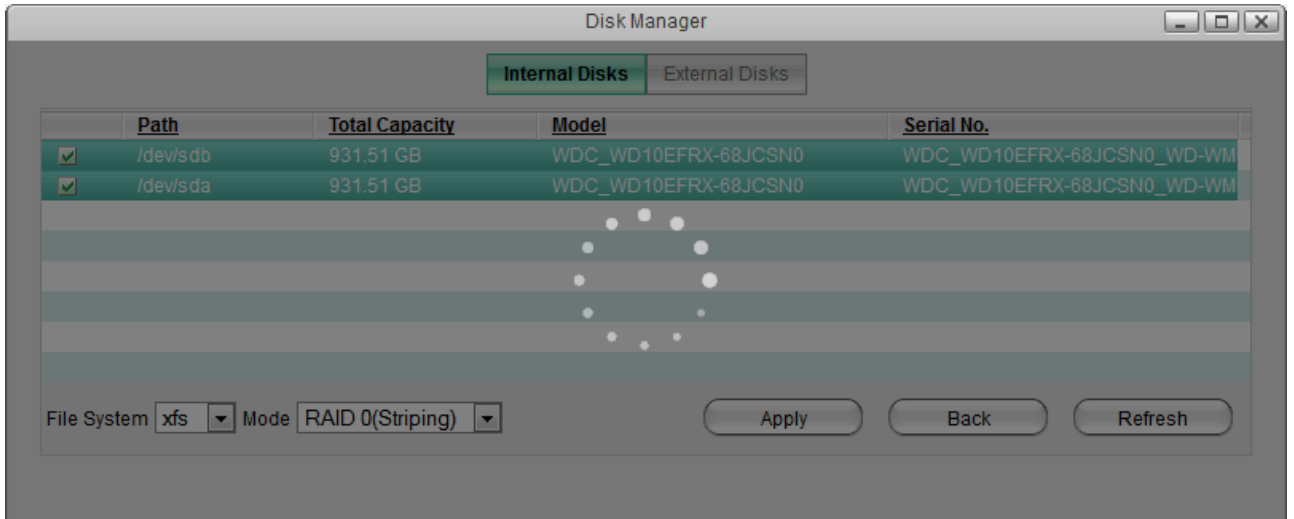 Disk Manager
Internal Disks External Disks
Path Total Capacity Model Serial No.
/dev/sdb 931.51 GB WDC_WD10EFRX-68JCSN0 WDC_WD10EFRX-68JCSN0_WD-WM
/dev/sda 931.51 GB WDC_WD10EFRX-68JCSN0 WDC_WD10EFRX-68JCSN0_WD-WM
File System xfs Mode RAID 0(Striping) Apply Back Refresh